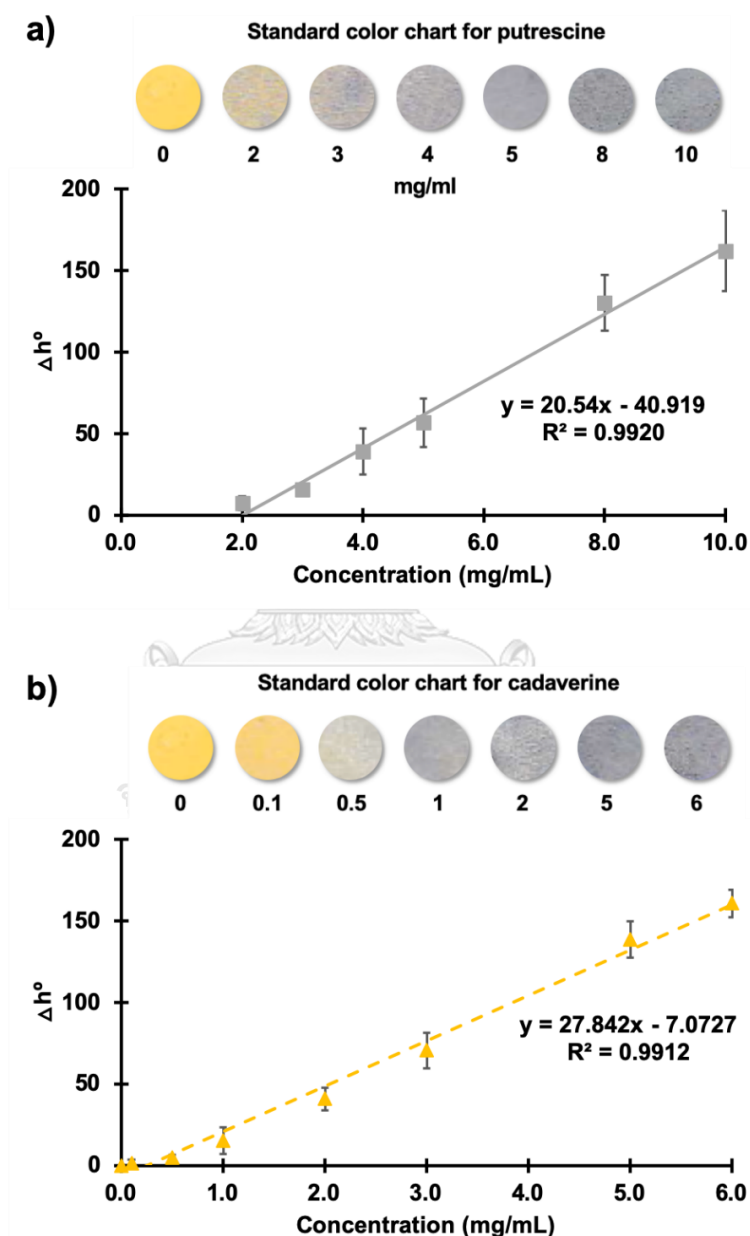 a)
Standard color chart for putrescine
0 2 3 4 5 8 10
mg/ml
200
150
100
50
0
Δh°
y = 20.54x - 40.919
R² = 0.9920
0.0 2.0 4.0 6.0 8.0 10.0
Concentration (mg/mL)
b)
Standard color chart for cadaverine
0 0.1 0.5 1 2 5 6
200
150
100
50
0
Δh°
y = 27.842x - 7.0727
R² = 0.9912
0.0 1.0 2.0 3.0 4.0 5.0 6.0
Concentration (mg/mL)